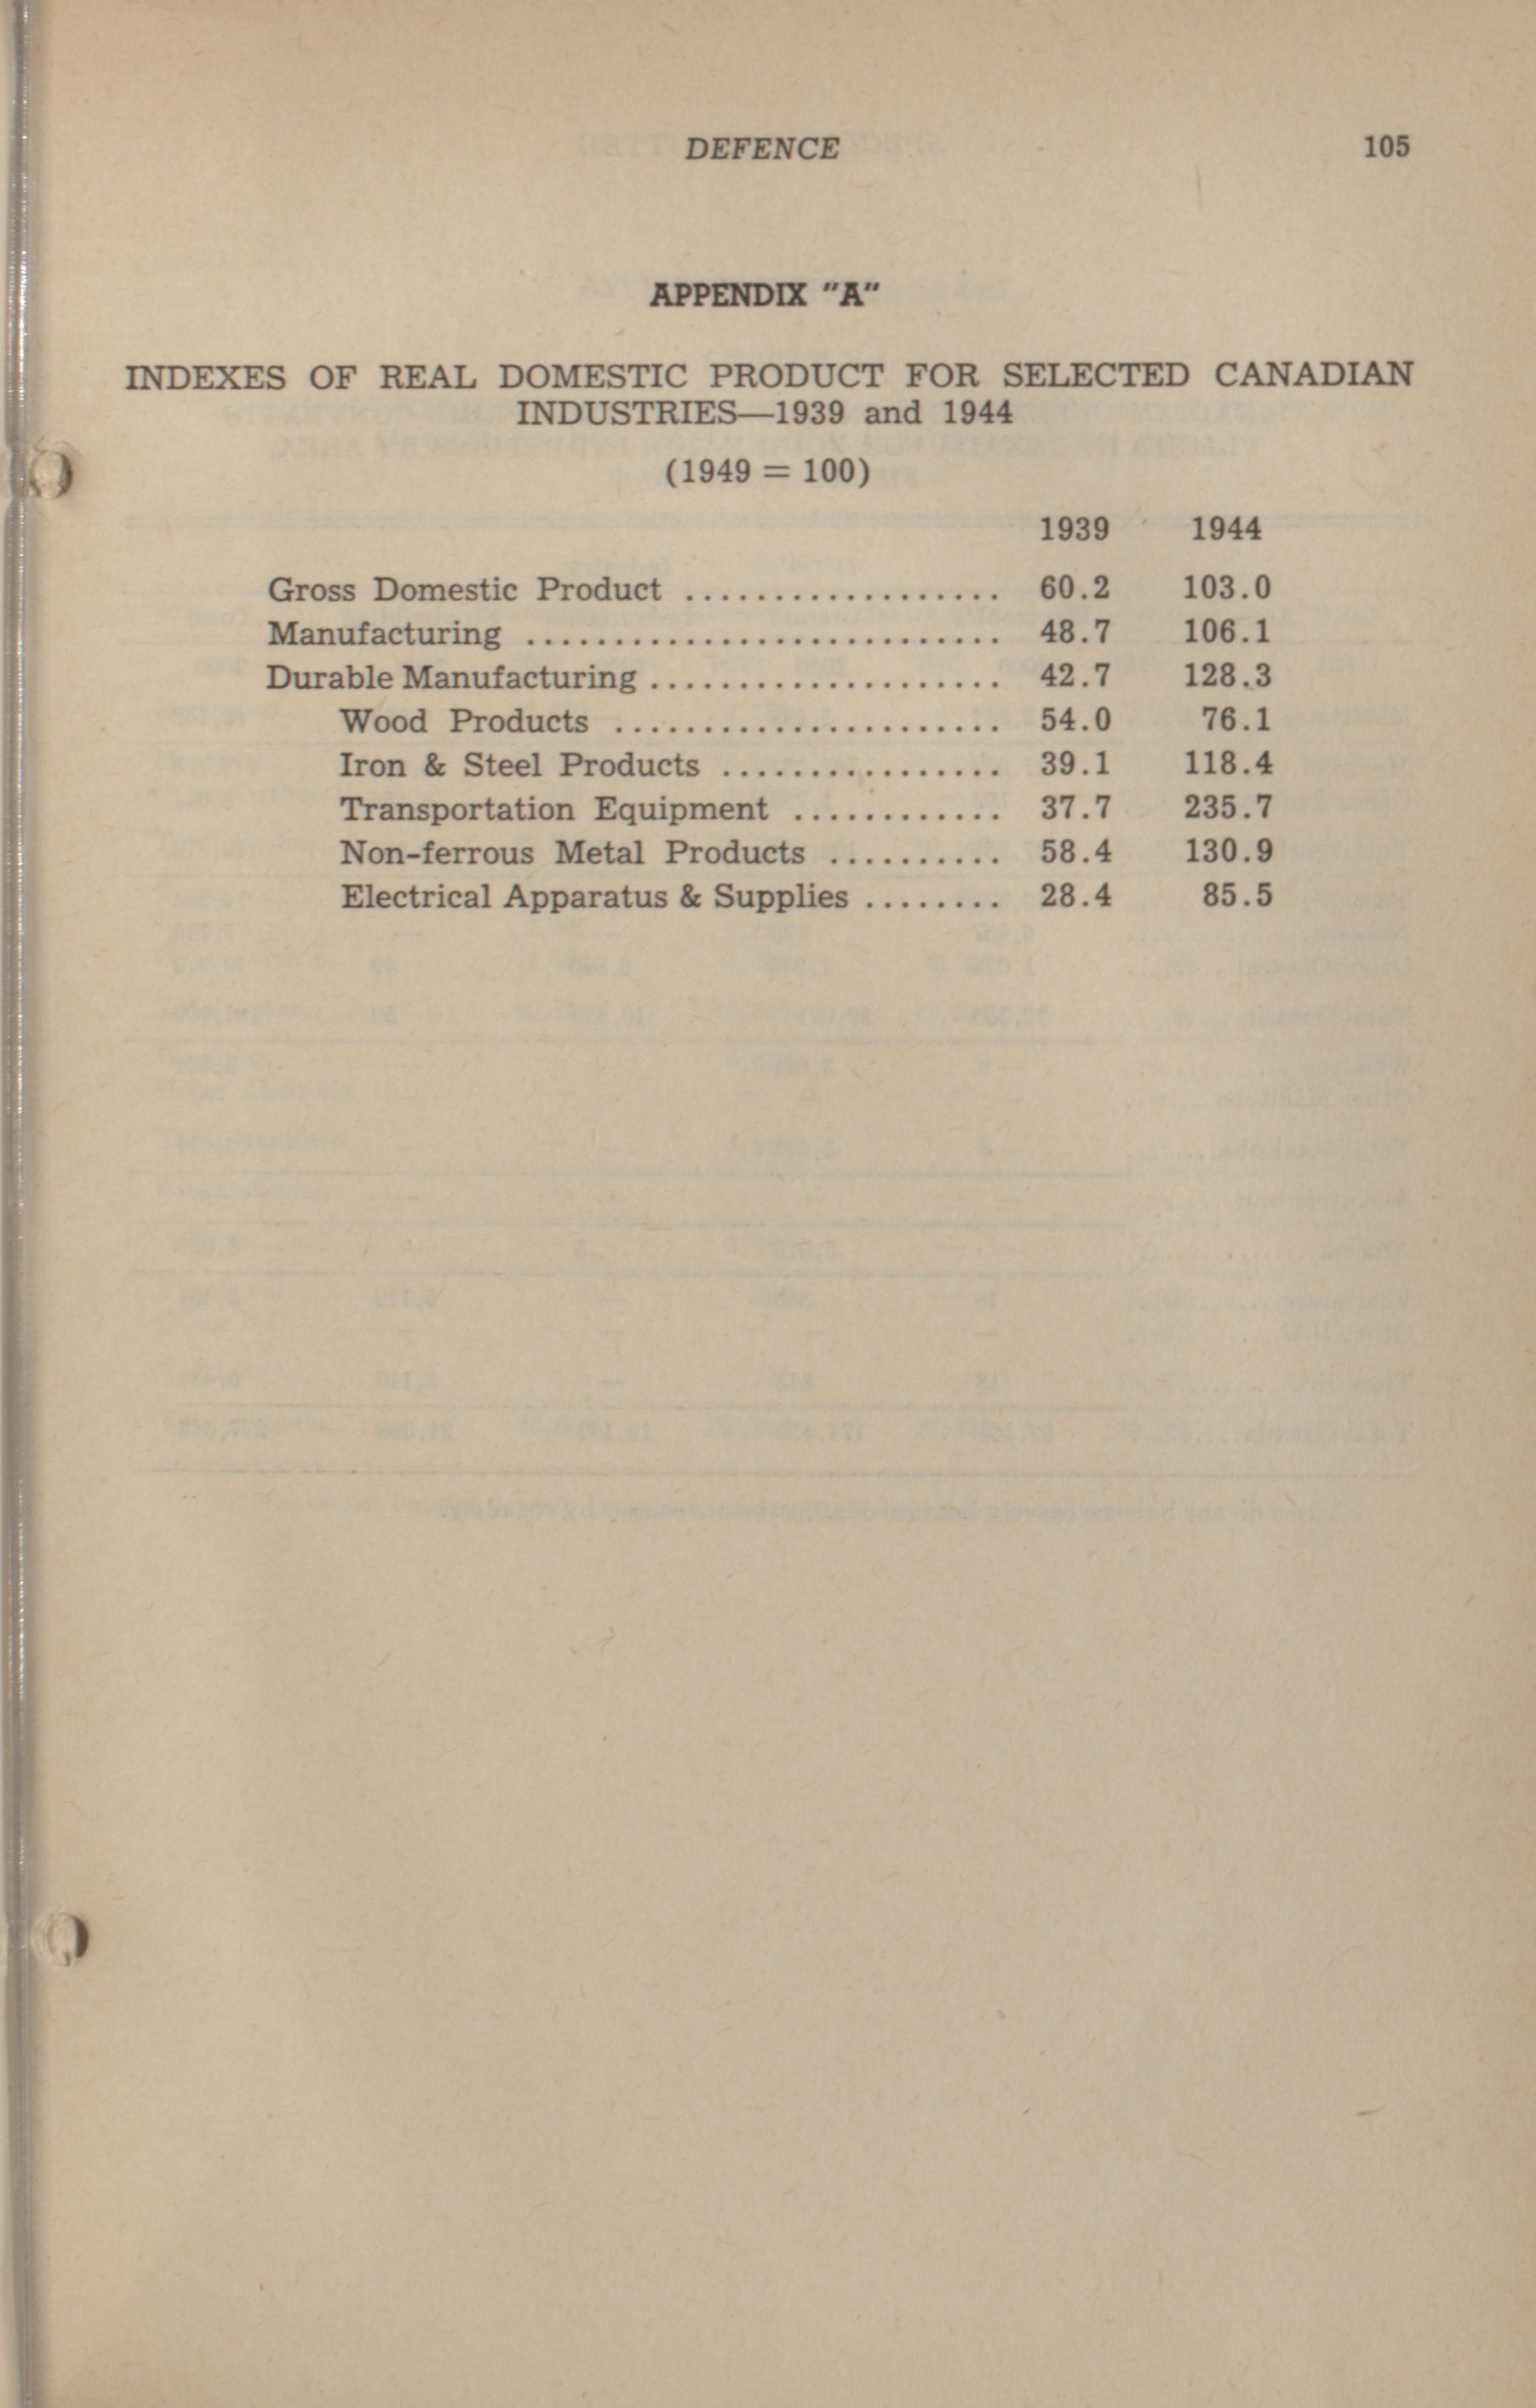 DEFENCE 105
APPENDIX "A"
INDEXES OF REAL DOMESTIC PRODUCT FOR SELECTED CANADIAN
INDUSTRIES—1939 and 1944
(1949 = 100)
1939 1944
Gross Domestic Product .................. 60.2 103.0
Manufacturing ........................... 48.7 106.1
Durable Manufacturing .................... 42.7 128.3
Wood Products ...................... 54.0 76.1
Iron & Steel Products ................ 39.1 118.4
Transportation Equipment ............ 37.7 235.7
Non-ferrous Metal Products .......... 58.4 130.9
Electrical Apparatus & Supplies ........ 28.4 85.5